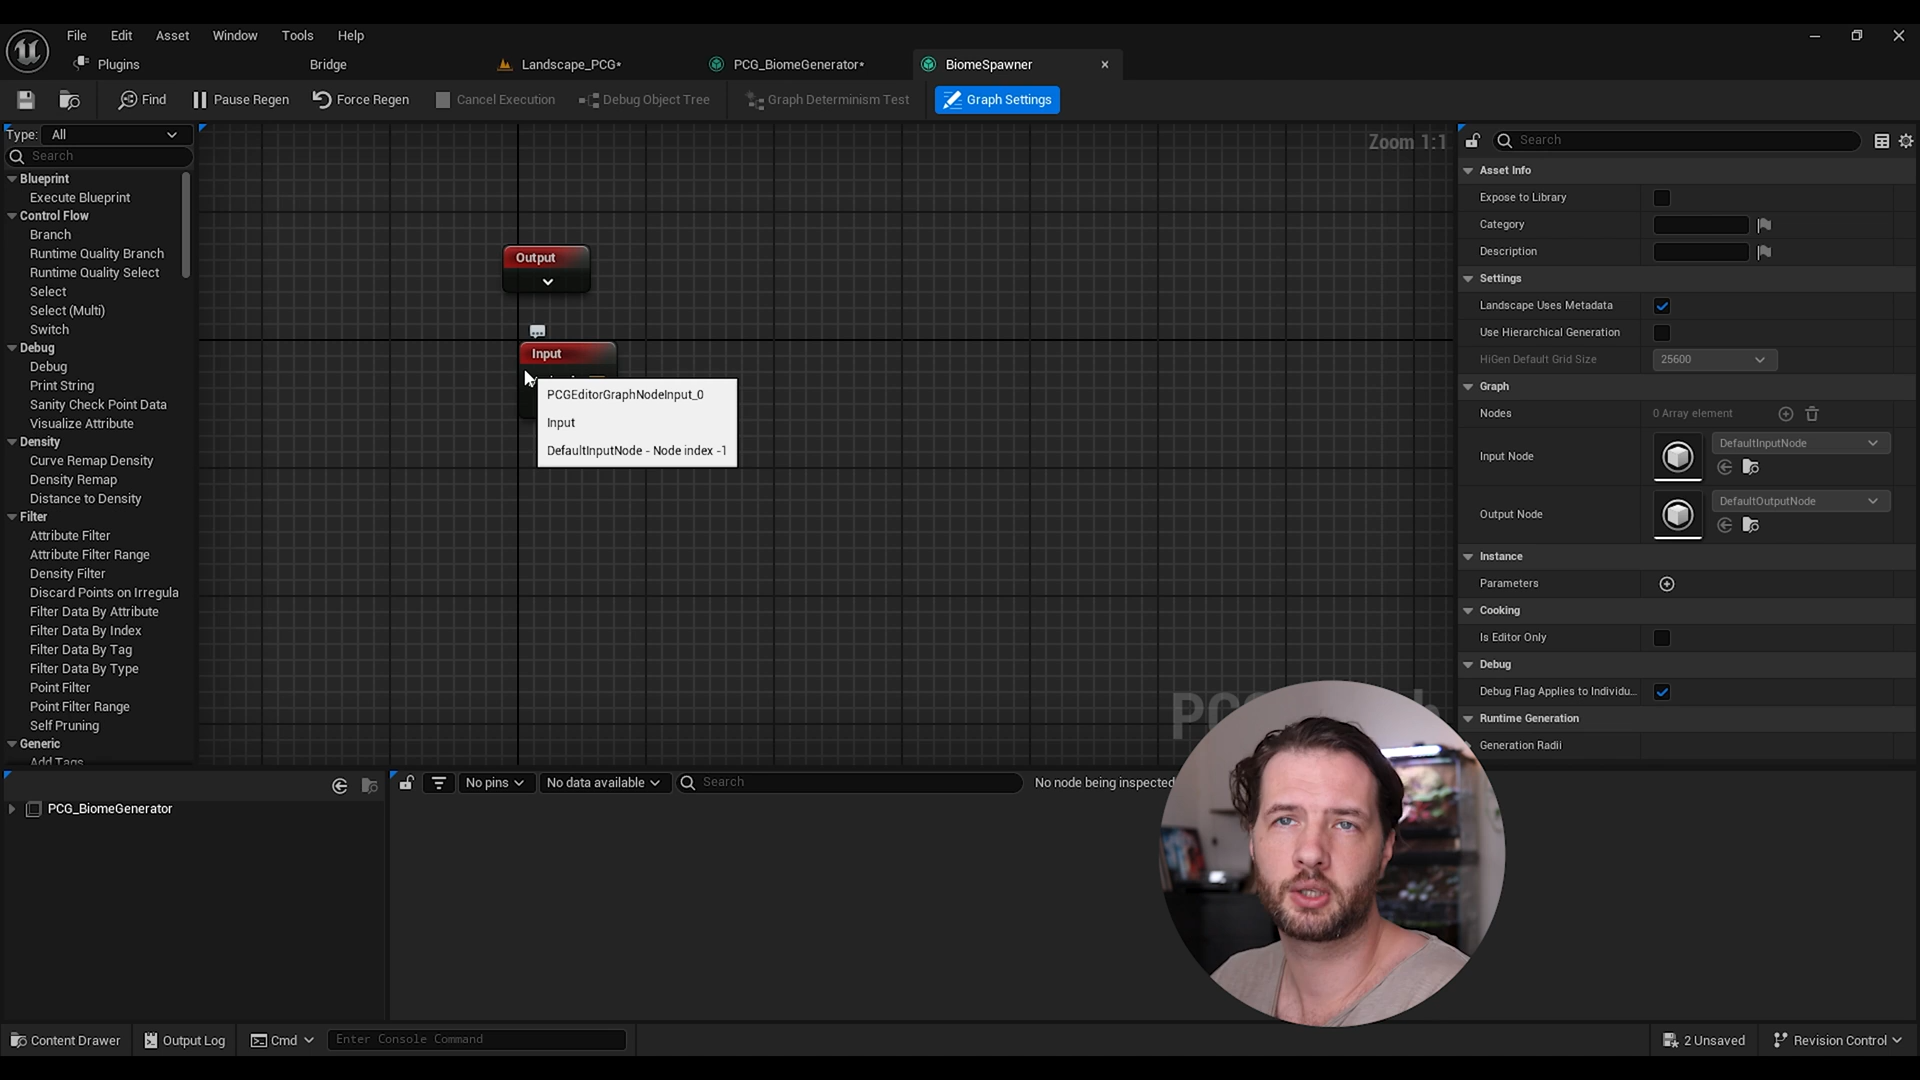 File Edit Asset Window Tools Help
Plugins Bridge Landscape_PCG* PCG_BiomeGenerator* BiomeSpawner
Find Pause Regen Force Regen Cancel Execution Debug Object Tree Graph Determinism Test Graph Settings
Type: All
Search
Blueprint
Execute Blueprint
Control Flow
Branch
Runtime Quality Branch
Runtime Quality Select
Select
Select (Multi)
Switch
Debug
Debug
Print String
Sanity Check Point Data
Visualize Attribute
Density
Curve Remap Density
Density Remap
Distance to Density
Filter
Attribute Filter
Attribute Filter Range
Density Filter
Discard Points on Irregula
Filter Data By Attribute
Filter Data By Index
Filter Data By Tag
Filter Data By Type
Point Filter
Point Filter Range
Self Pruning
Generic
Add Tags
Zoom 1:1
Output
Input
PCGEditorGraphNodeInput_0
Input
DefaultInputNode - Node index -1
Search
Asset Info
Expose to Library
Category
Description
Settings
Landscape Uses Metadata
Use Hierarchical Generation
HiGen Default Grid Size 25600
Graph
Nodes 0 Array element
Input Node DefaultInputNode
Output Node DefaultOutputNode
Instance
Parameters
Cooking
Is Editor Only
Debug
Debug Flag Applies to Individu...
Runtime Generation
Generation Radii
PCG_BiomeGenerator
No pins No data available Search No node being inspected
Content Drawer Output Log Cmd Enter Console Command 2 Unsaved Revision Control